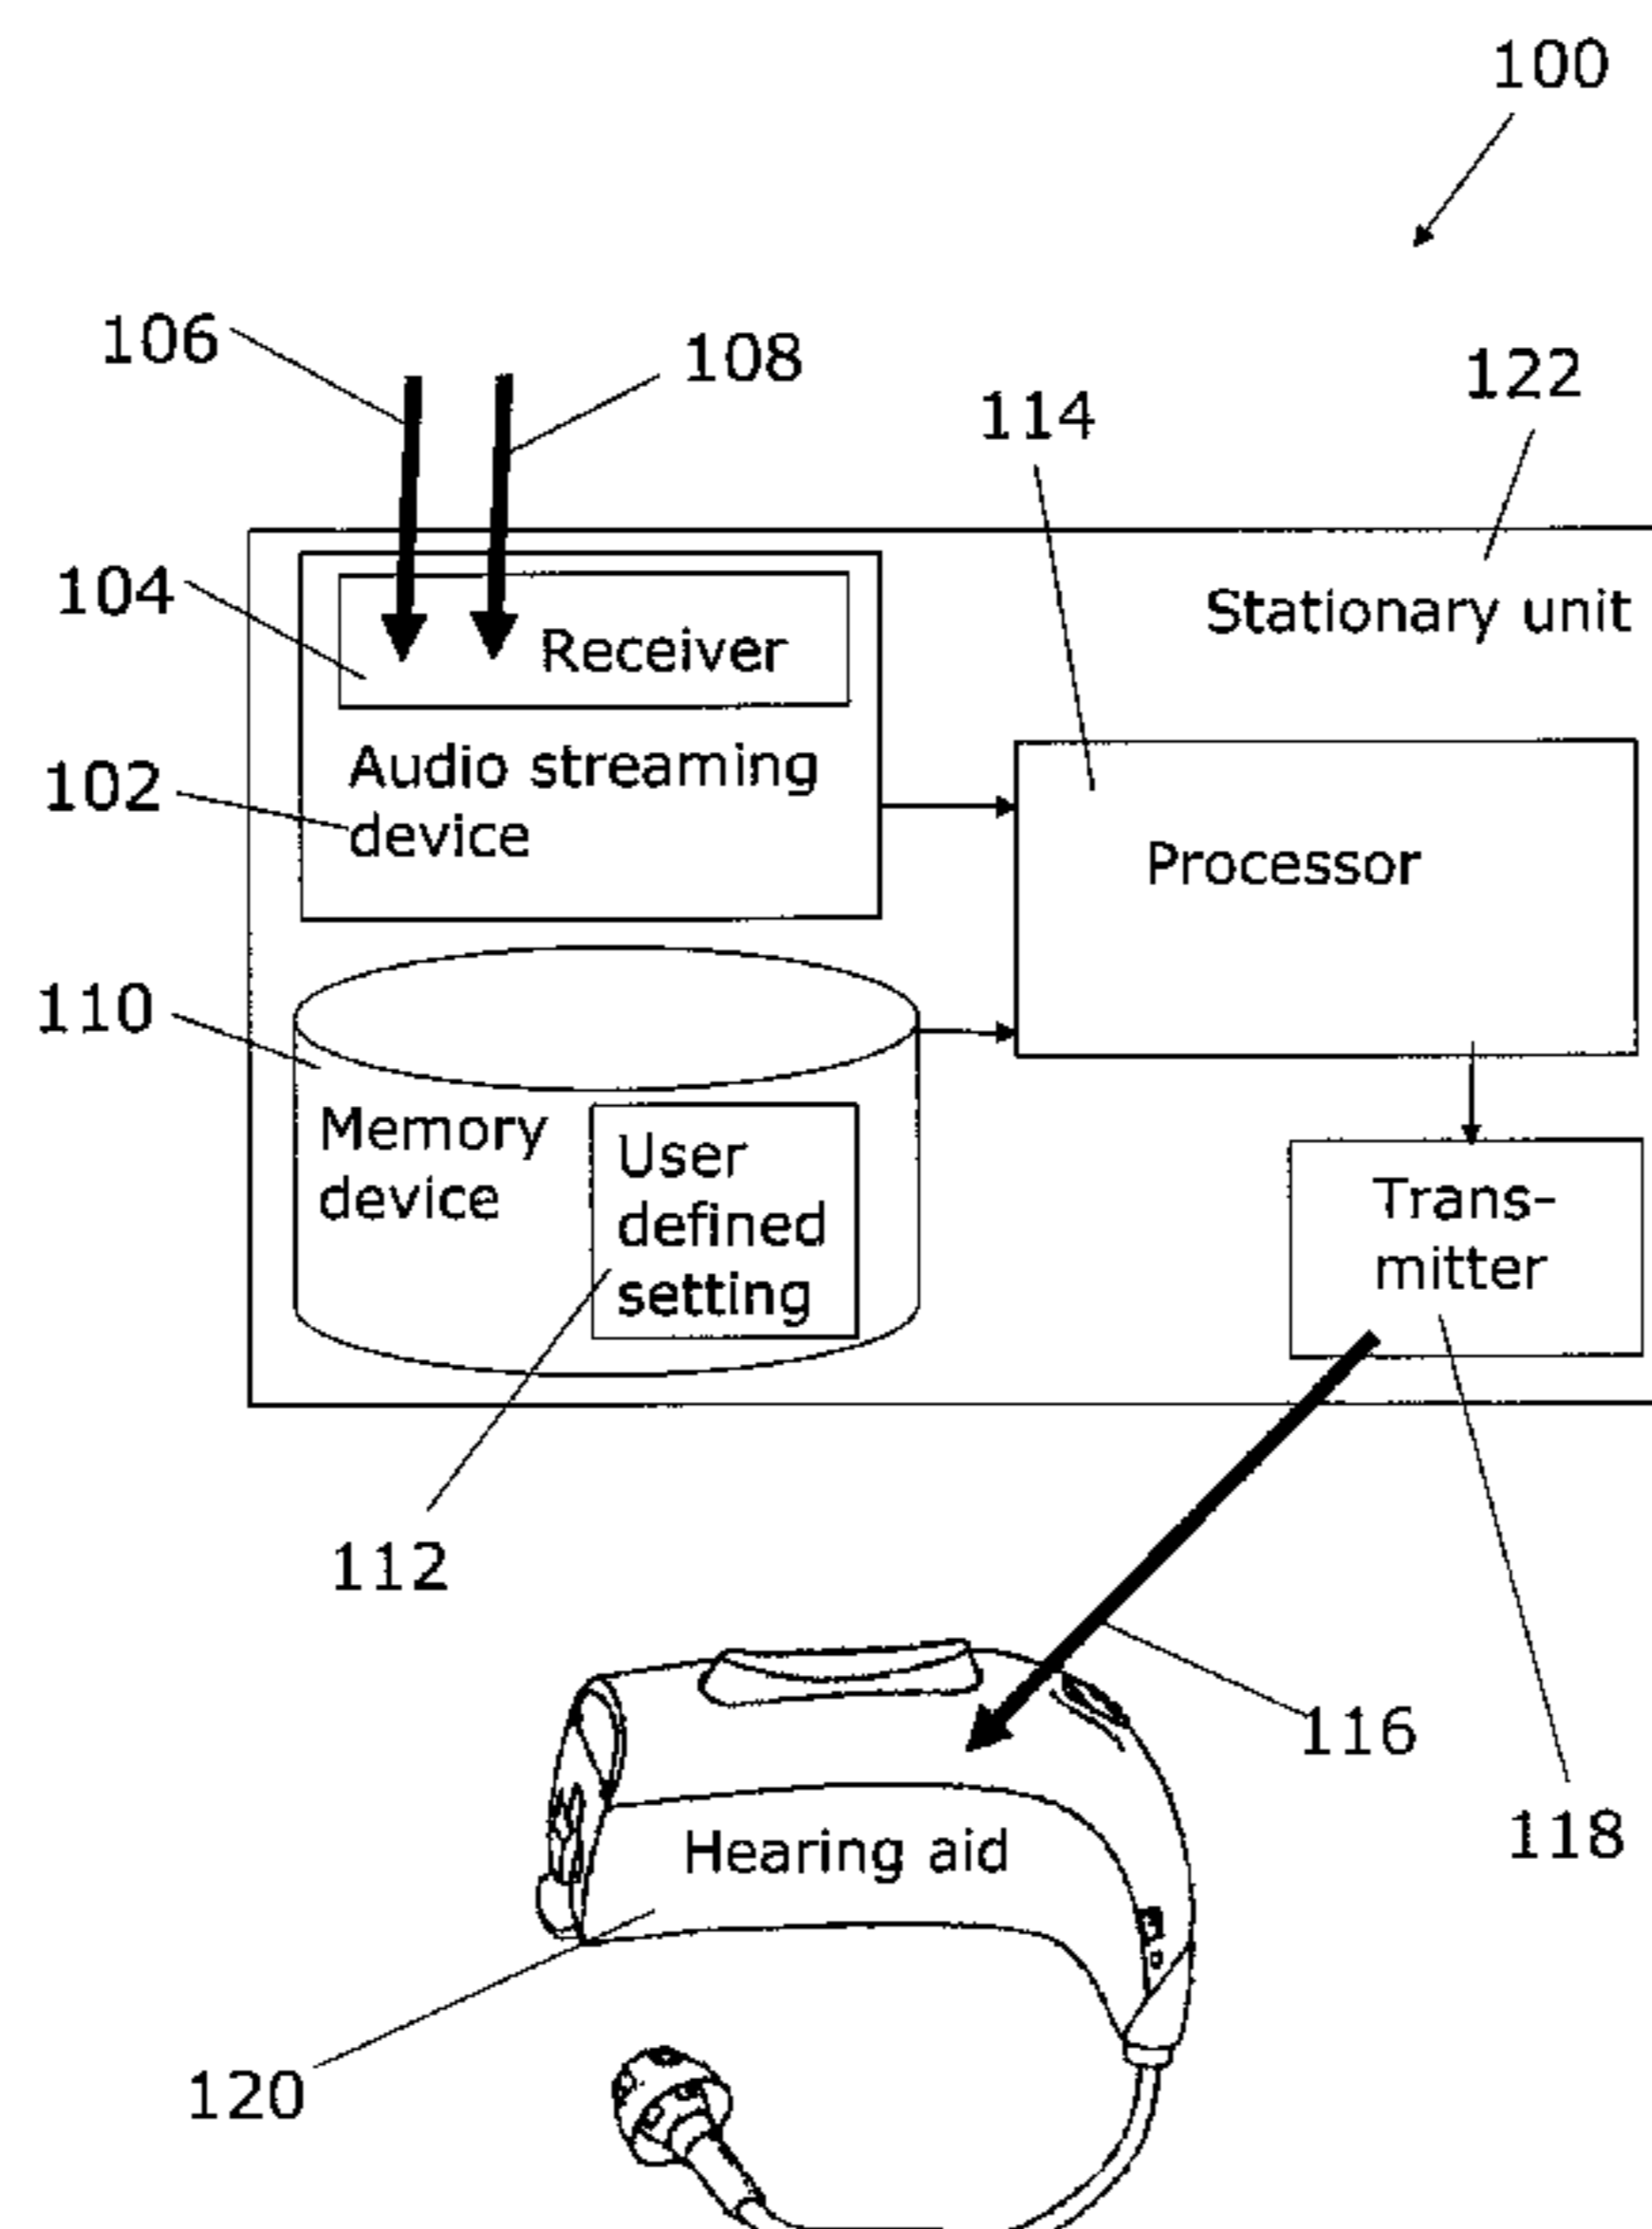 100
106
108
122
114
104
Receiver
Stationary unit
Audio streaming
device
102
Processor
110
Memory
device
User
defined
setting
Trans-
mitter
112
116
Hearing aid
118
120